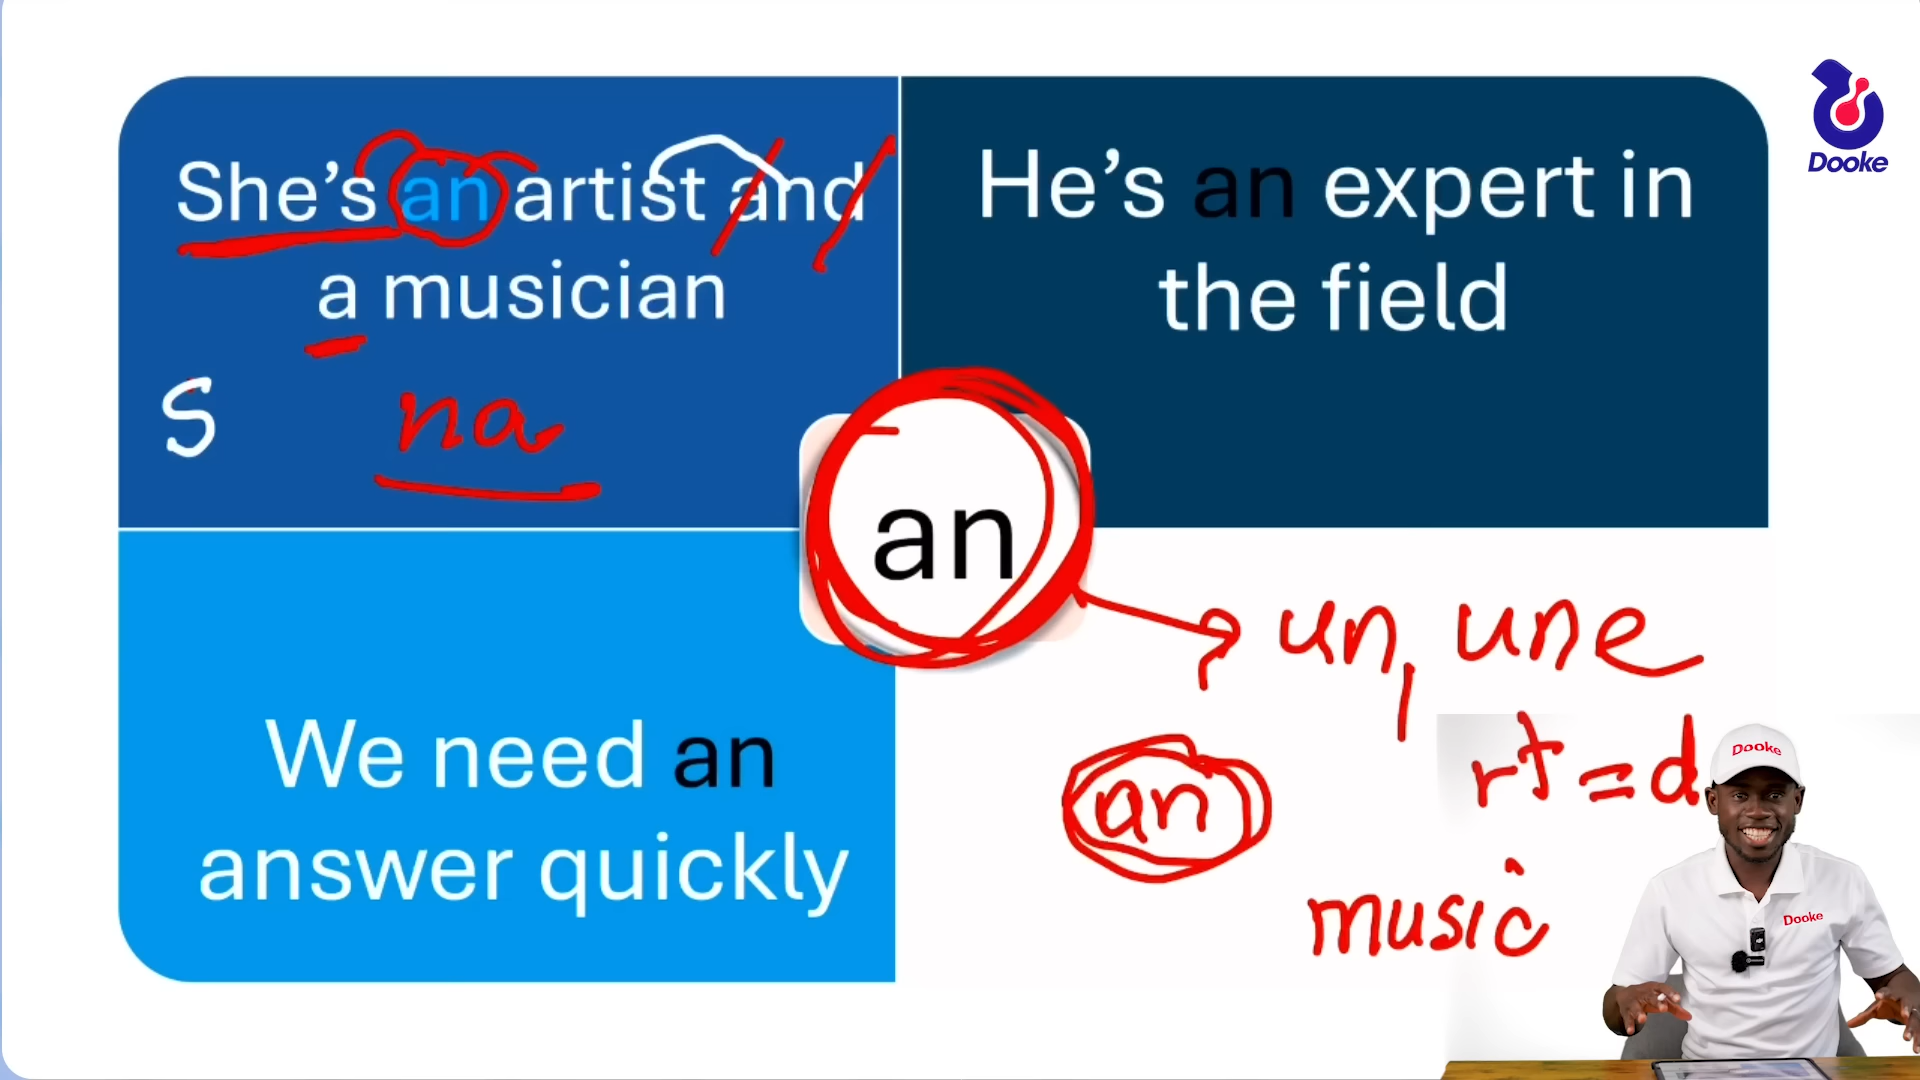 Dooke
She's an artist and
a musician
S
na
He's an expert in
the field
an
We need an
answer quickly
un, une
an
rt = d
music
Dooke
Dooke